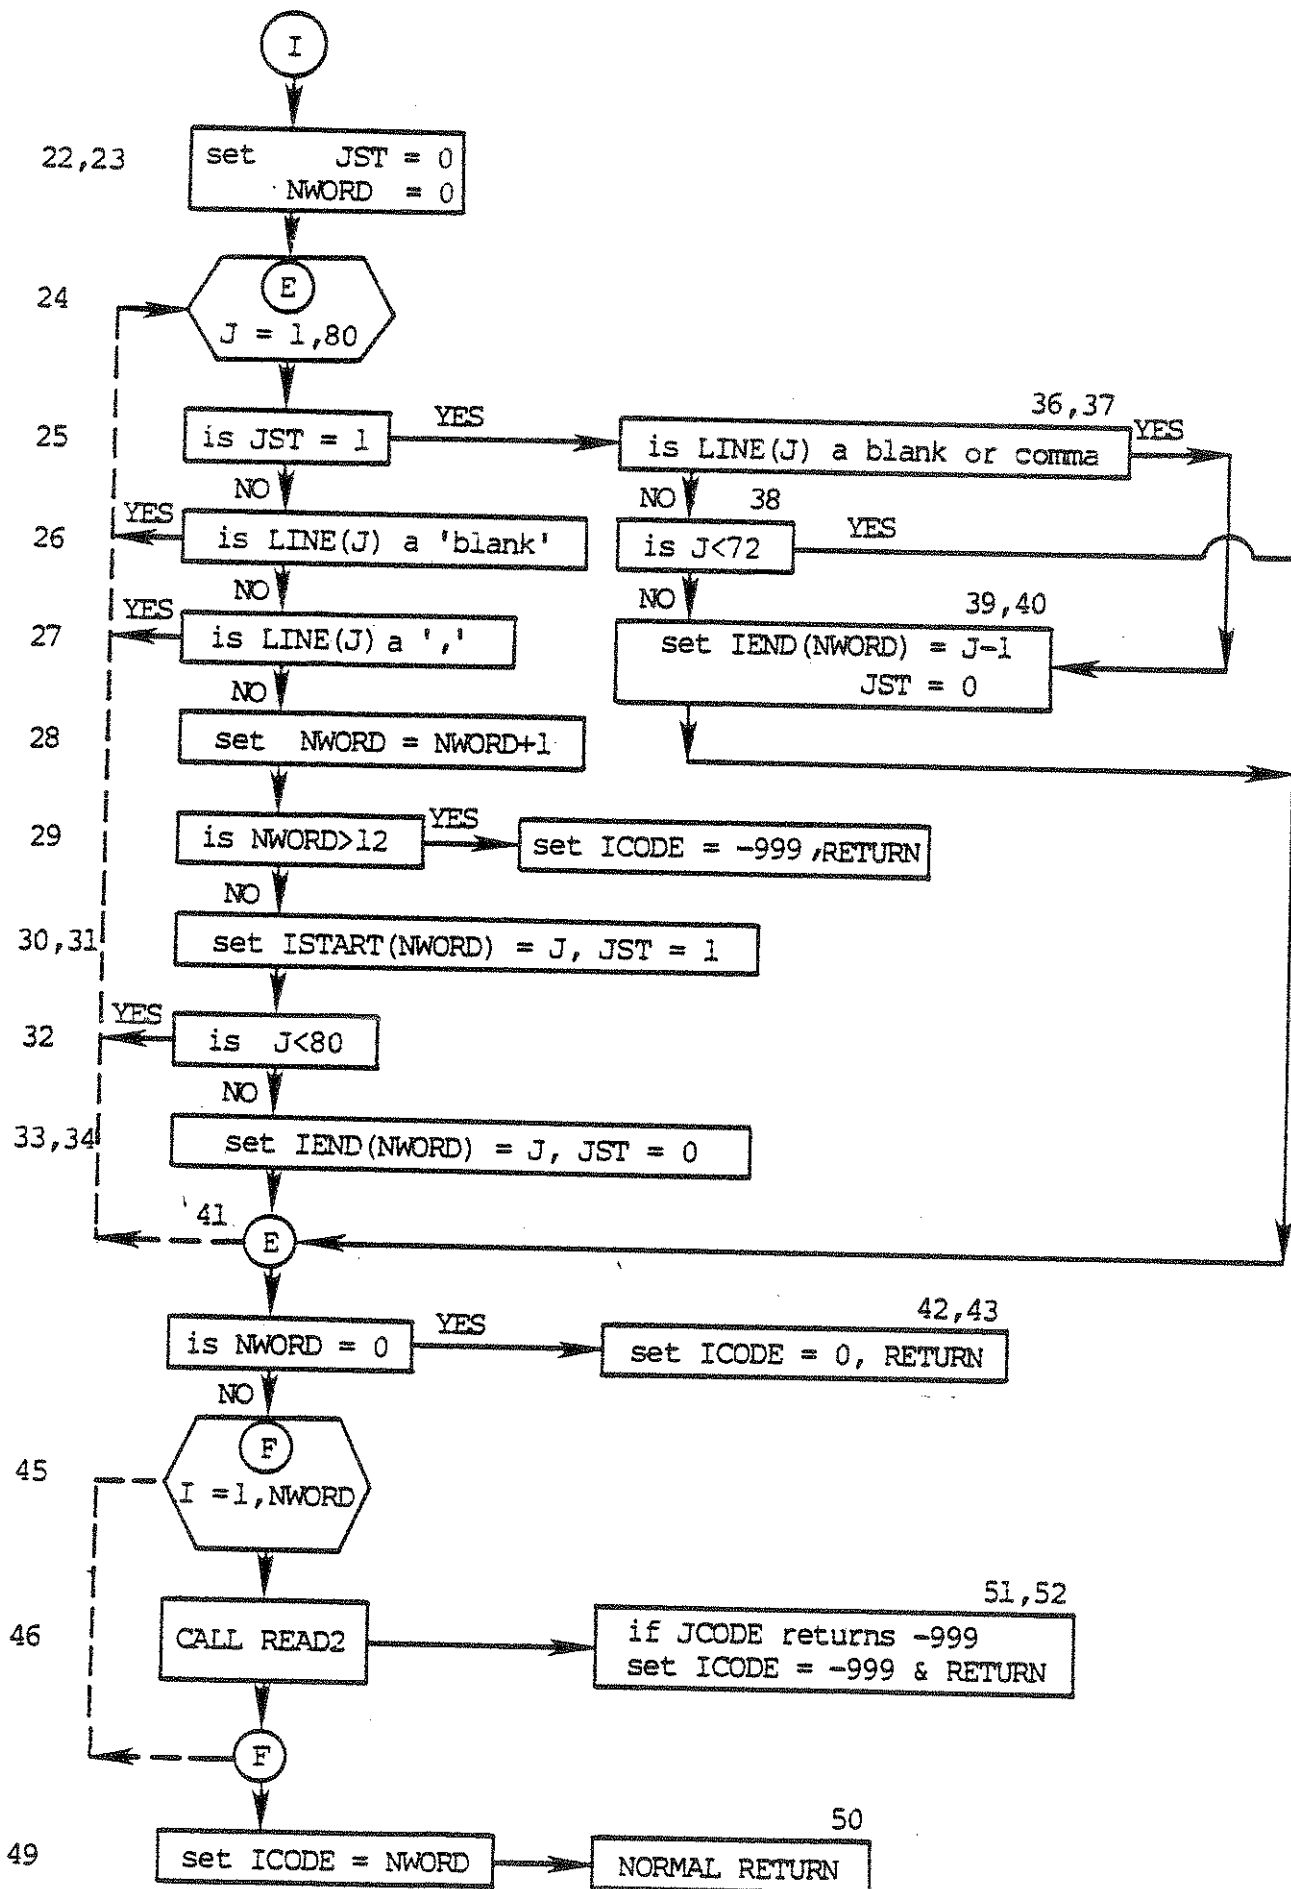 I
22,23
set JST = 0
NWORD = 0
24
E
J = 1,80
25
is JST = 1
YES
36,37
is LINE(J) a blank or comma
YES
NO
NO
38
26
YES
is LINE(J) a 'blank'
is J<72
YES
NO
NO
39,40
27
YES
is LINE(J) a ','
set IEND(NWORD) = J-1
JST = 0
NO
28
set NWORD = NWORD+1
29
is NWORD>12
YES
set ICODE = -999,RETURN
NO
30,31
set ISTART(NWORD) = J, JST = 1
32
YES
is J<80
NO
33,34
set IEND(NWORD) = J, JST = 0
41
E
42,43
is NWORD = 0
YES
set ICODE = 0, RETURN
NO
F
45
I =1,NWORD
51,52
46
CALL READ2
if JCODE returns -999
set ICODE = -999 & RETURN
F
50
49
set ICODE = NWORD
NORMAL RETURN